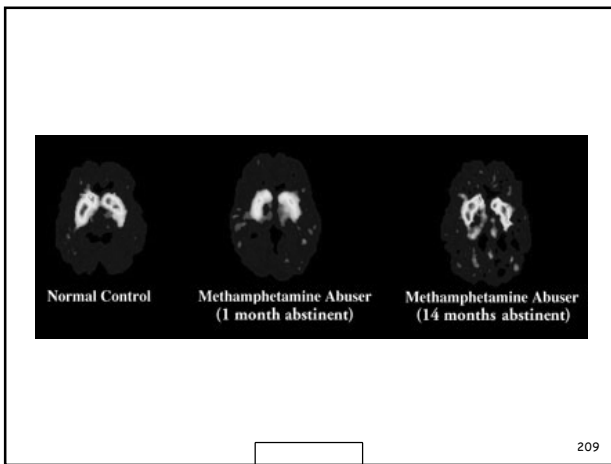 Normal Control
Methamphetamine Abuser
(1 month abstinent)
Methamphetamine Abuser
(14 months abstinent)
209